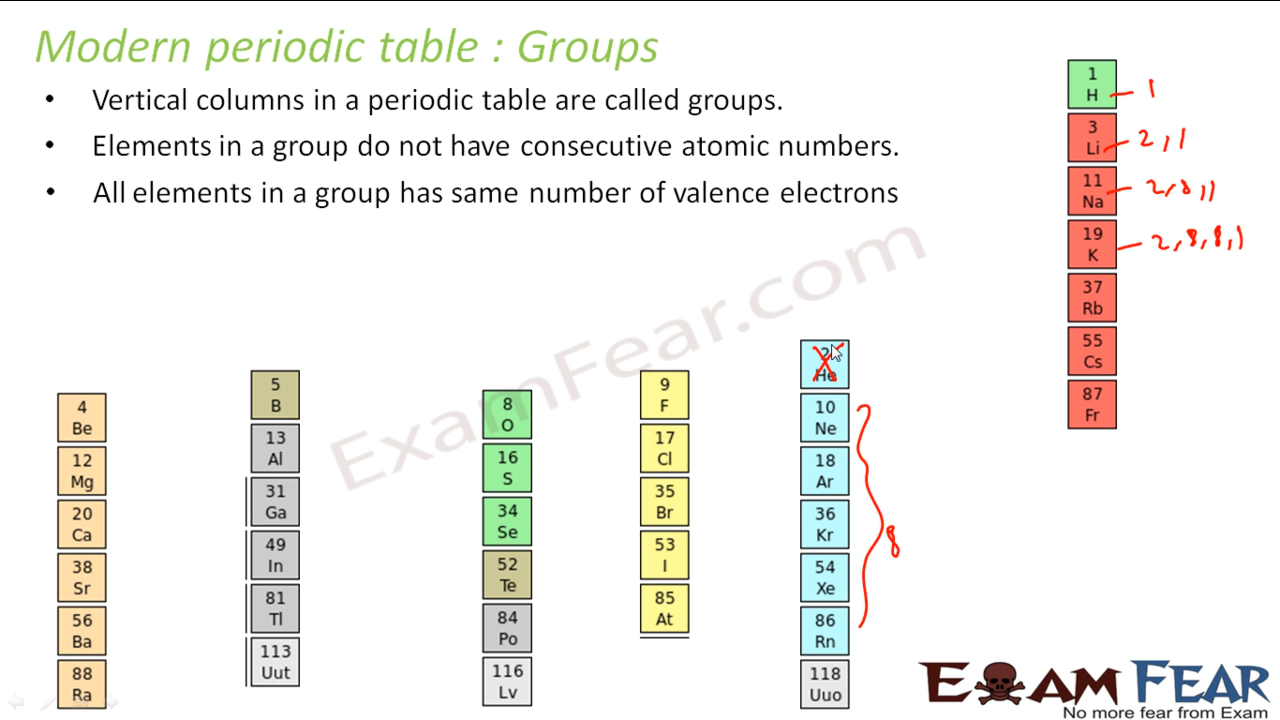 Modern periodic table : Groups
• Vertical columns in a periodic table are called groups.
• Elements in a group do not have consecutive atomic numbers.
• All elements in a group has same number of valence electrons
1
H
1
3
Li
2,1
11
Na
2,8,1
19
K
2,8,8,1
37
Rb
55
Cs
87
Fr
ExamFear.com
4
Be
12
Mg
20
Ca
38
Sr
56
Ba
88
Ra
5
B
13
Al
31
Ga
49
In
81
Tl
113
Uut
8
O
16
S
34
Se
52
Te
84
Po
116
Lv
9
F
17
Cl
35
Br
53
I
85
At
2
He
10
Ne
18
Ar
36
Kr
54
Xe
86
Rn
118
Uuo
8
EXAM FEAR
No more fear from Exam